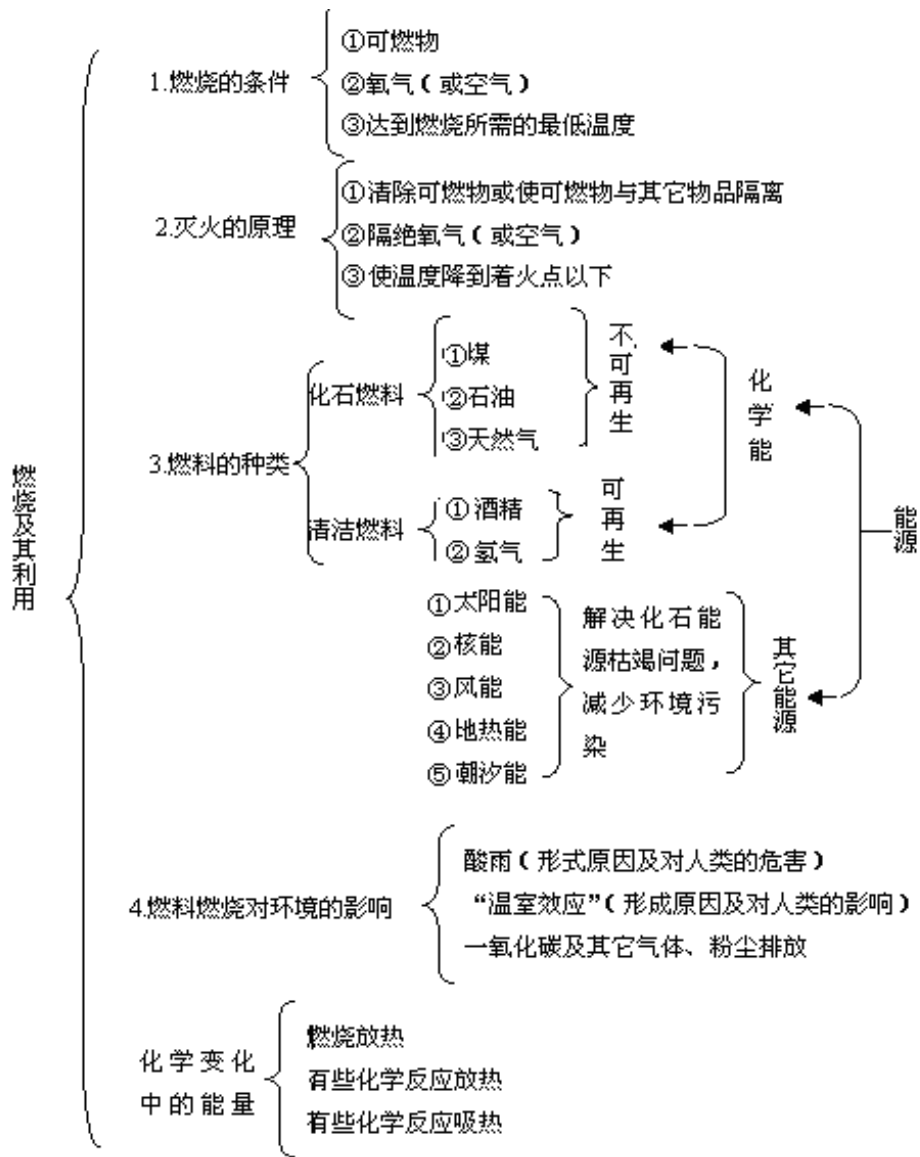 燃烧及其利用
1.燃烧的条件
①可燃物
②氧气（或空气）
③达到燃烧所需的最低温度
2.灭火的原理
①清除可燃物或使可燃物与其它物品隔离
②隔绝氧气（或空气）
③使温度降到着火点以下
3.燃料的种类
化石燃料
①煤
②石油
③天然气
不可再生
清洁燃料
①酒精
②氢气
可再生
化学能
能源
①太阳能
②核能
③风能
④地热能
⑤朝汐能
解决化石能
源枯竭问题，
减少环境污
染
其它能源
4.燃料燃烧对环境的影响
酸雨（形式原因及对人类的危害）
“温室效应”（形成原因及对人类的影响）
一氧化碳及其它气体、粉尘排放
化学变化
中的能量
燃烧放热
有些化学反应放热
有些化学反应吸热